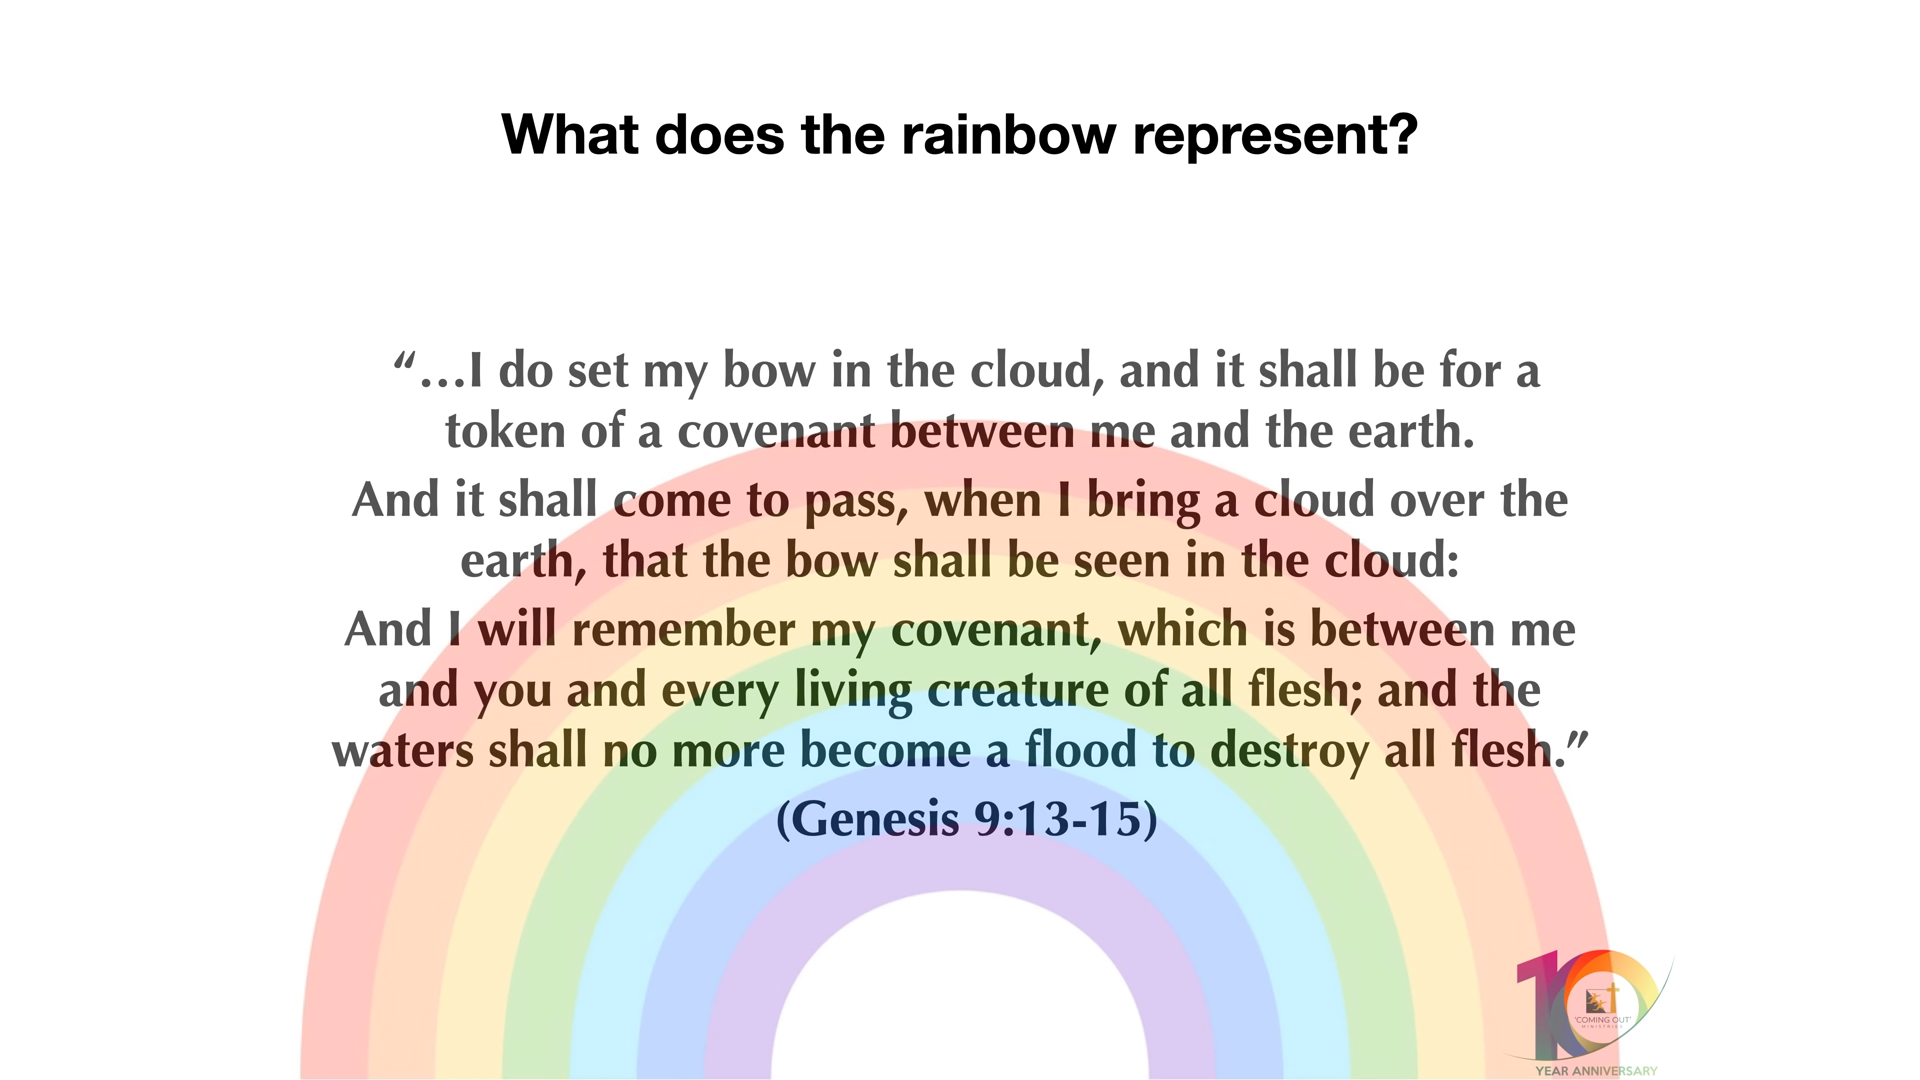 What does the rainbow represent?
“…I do set my bow in the cloud, and it shall be for a
token of a covenant between me and the earth.
And it shall come to pass, when I bring a cloud over the
earth, that the bow shall be seen in the cloud:
And I will remember my covenant, which is between me
and you and every living creature of all flesh; and the
waters shall no more become a flood to destroy all flesh.”
(Genesis 9:13-15)
10
'COMING OUT'
MINISTRIES
YEAR ANNIVERSARY